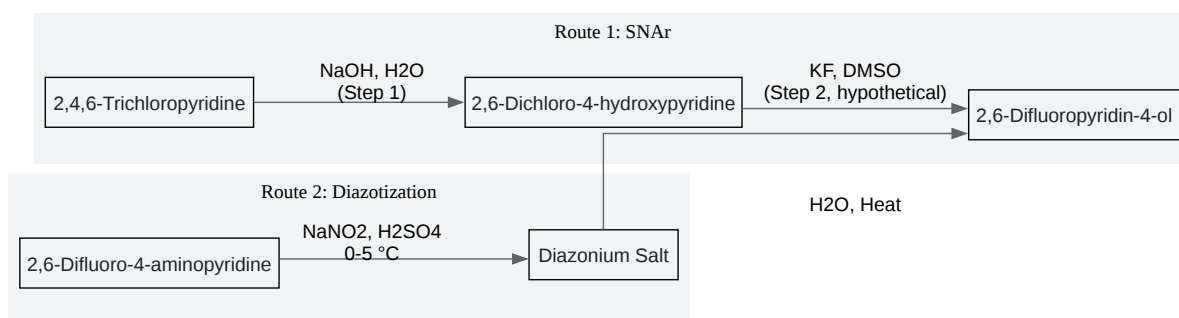 Route 1: SNAr
2,4,6-Trichloropyridine
NaOH, H2O
(Step 1)
2,6-Dichloro-4-hydroxypyridine
KF, DMSO
(Step 2, hypothetical)
2,6-Difluoropyridin-4-ol
Route 2: Diazotization
2,6-Difluoro-4-aminopyridine
NaNO2, H2SO4
0-5 °C
Diazonium Salt
H2O, Heat